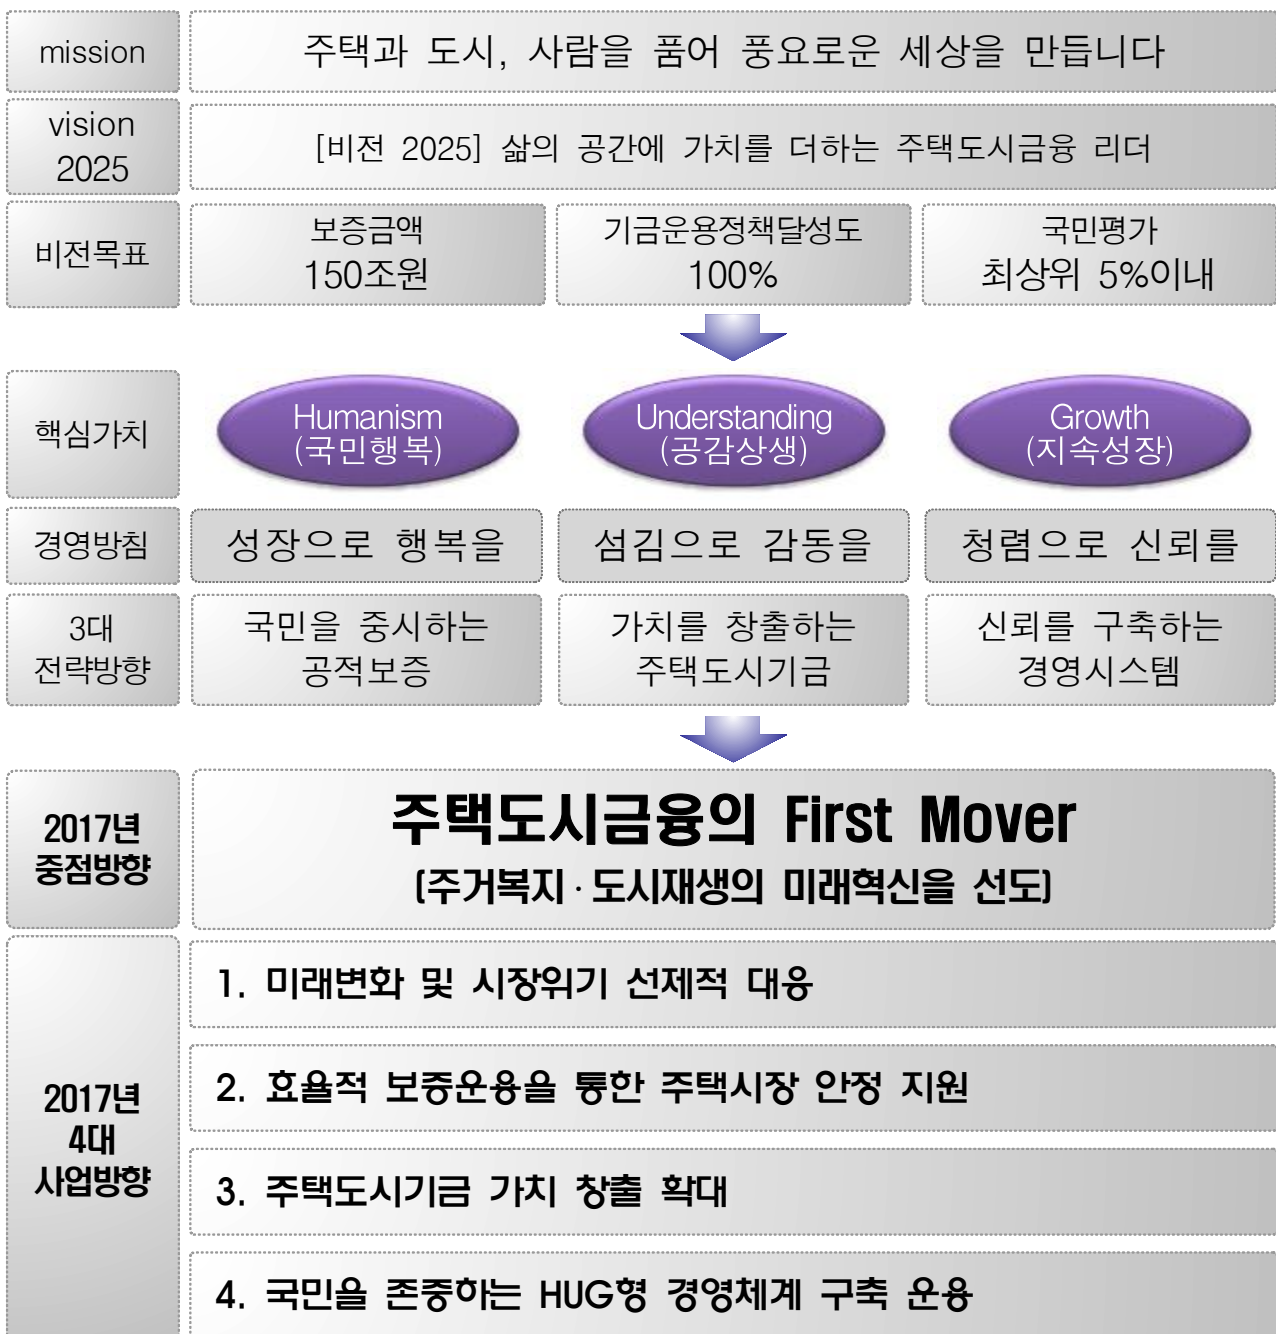 mission
주택과 도시, 사람을 품어 풍요로운 세상을 만듭니다
vision
2025
[비전 2025] 삶의 공간에 가치를 더하는 주택도시금융 리더
비전목표
보증금액
150조원
기금운용정책달성도
100%
국민평가
최상위 5%이내
핵심가치
Humanism
(국민행복)
Understanding
(공감상생)
Growth
(지속성장)
경영방침
성장으로 행복을
섬김으로 감동을
청렴으로 신뢰를
3대
전략방향
국민을 중시하는
공적보증
가치를 창출하는
주택도시기금
신뢰를 구축하는
경영시스템
2017년
중점방향
주택도시금융의 First Mover
(주거복지·도시재생의 미래혁신을 선도)
2017년
4대
사업방향
1. 미래변화 및 시장위기 선제적 대응
2. 효율적 보증운용을 통한 주택시장 안정 지원
3. 주택도시기금 가치 창출 확대
4. 국민을 존중하는 HUG형 경영체계 구축 운용